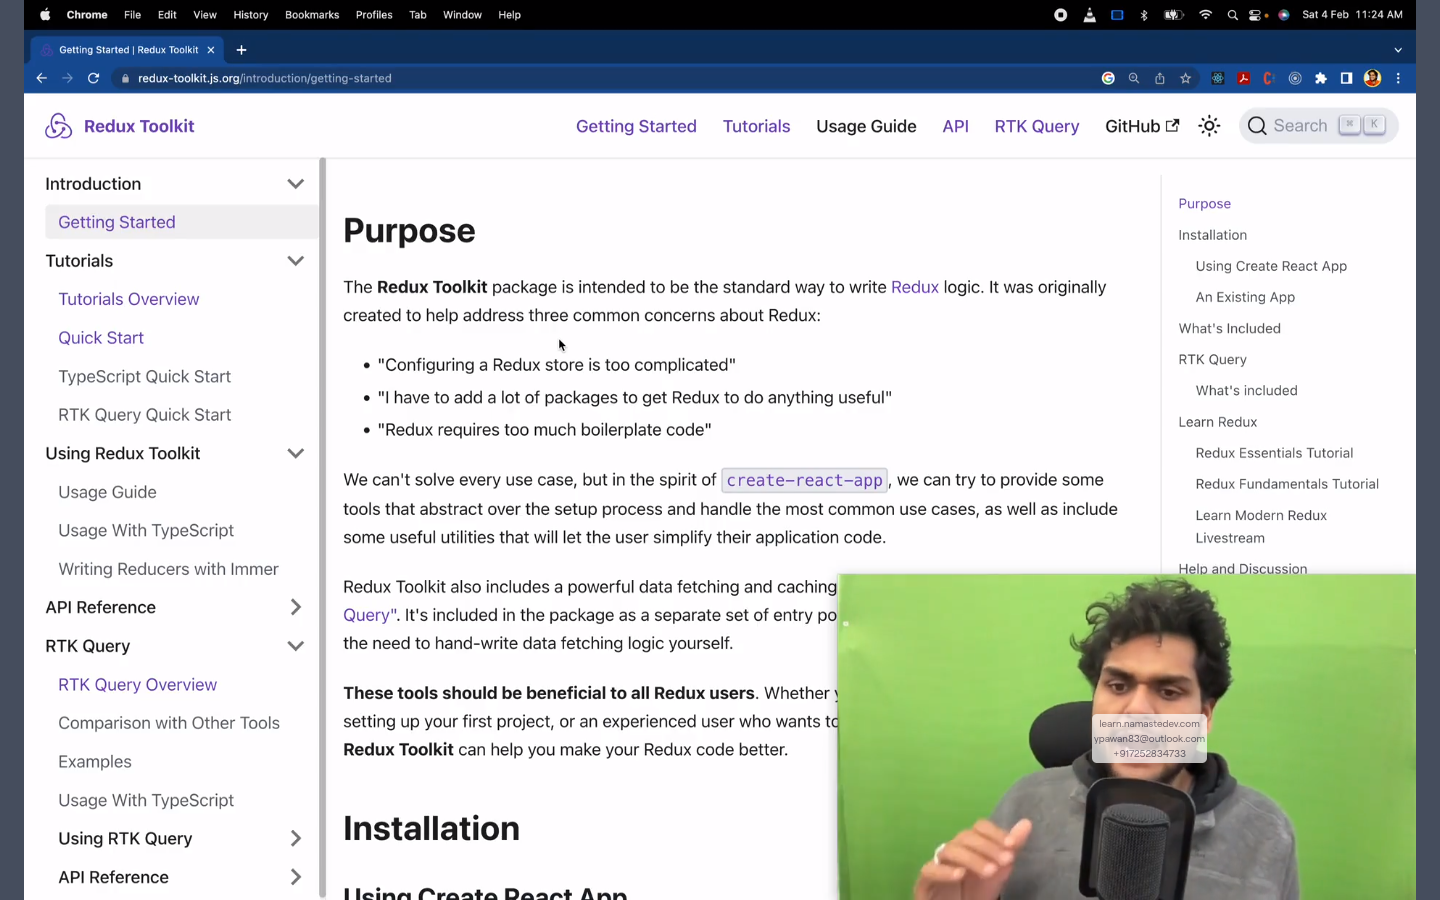 Chrome File Edit View History Bookmarks Profiles Tab Window Help Sat 4 Feb 11:24 AM
Getting Started | Redux Toolkit
redux-toolkit.js.org/introduction/getting-started
Redux Toolkit Getting Started Tutorials Usage Guide API RTK Query GitHub Search ⌘ K
Introduction
Getting Started
Tutorials
Tutorials Overview
Quick Start
TypeScript Quick Start
RTK Query Quick Start
Using Redux Toolkit
Usage Guide
Usage With TypeScript
Writing Reducers with Immer
API Reference
RTK Query
RTK Query Overview
Comparison with Other Tools
Examples
Usage With TypeScript
Using RTK Query
API Reference
Purpose
The Redux Toolkit package is intended to be the standard way to write Redux logic. It was originally
created to help address three common concerns about Redux:
• "Configuring a Redux store is too complicated"
• "I have to add a lot of packages to get Redux to do anything useful"
• "Redux requires too much boilerplate code"
We can't solve every use case, but in the spirit of create-react-app, we can try to provide some
tools that abstract over the setup process and handle the most common use cases, as well as include
some useful utilities that will let the user simplify their application code.
Redux Toolkit also includes a powerful data fetching and caching
Query". It's included in the package as a separate set of entry po
the need to hand-write data fetching logic yourself.
These tools should be beneficial to all Redux users. Whether
setting up your first project, or an experienced user who wants to
Redux Toolkit can help you make your Redux code better.
Installation
Using Create React App
Purpose
Installation
Using Create React App
An Existing App
What's Included
RTK Query
What's included
Learn Redux
Redux Essentials Tutorial
Redux Fundamentals Tutorial
Learn Modern Redux
Livestream
Help and Discussion
learn.namastedev.com
ypawan83@outlook.com
+917252834733